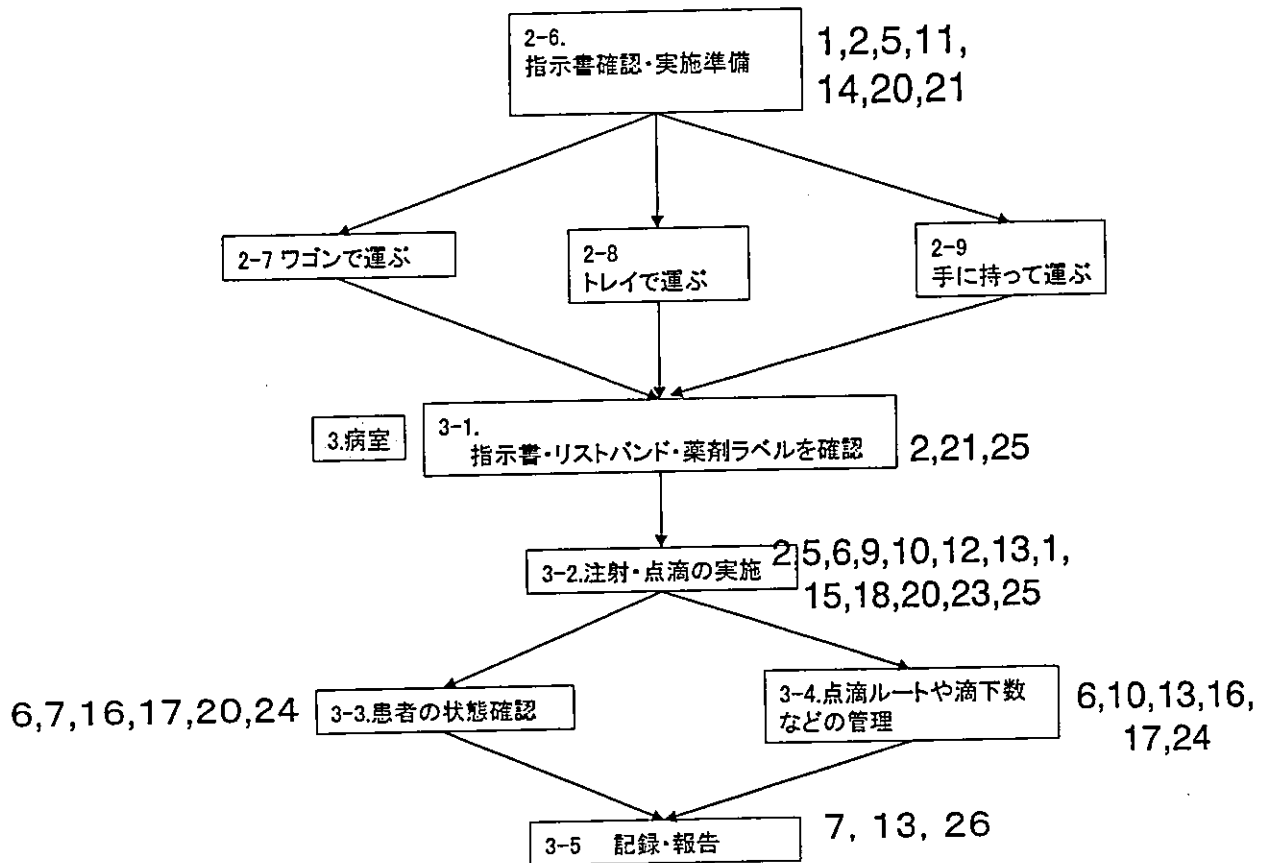 2-6.
指示書確認・実施準備
1,2,5,11,
14,20,21
2-7 ワゴンで運ぶ
2-8
トレイで運ぶ
2-9
手に持って運ぶ
3.病室
3-1.
指示書・リストバンド・薬剤ラベルを確認
2,21,25
3-2.注射・点滴の実施
2,5,6,9,10,12,13,1,
15,18,20,23,25
6,7,16,17,20,24
3-3.患者の状態確認
3-4.点滴ルートや滴下数
などの管理
6,10,13,16,
17,24
3-5 記録・報告
7, 13, 26